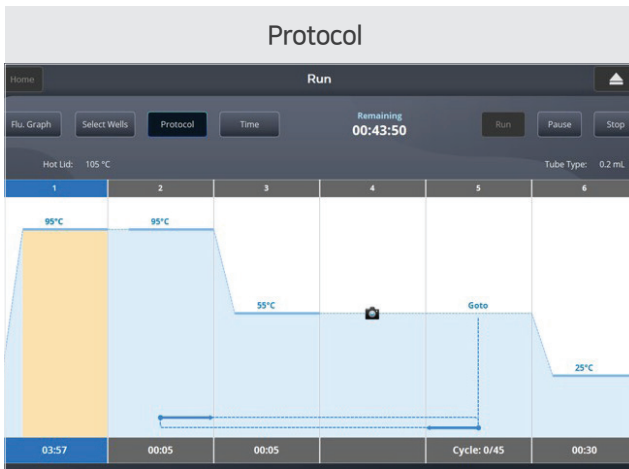 Protocol
Home
Run
Flu. Graph
Select Wells
Protocol
Time
Remaining
00:43:50
Run
Pause
Stop
Hot Lid: 105 °C
Tube Type: 0.2 mL
1 2 3 4 5 6
95°C 95°C
55°C
Goto
25°C
03:57 00:05 00:05 Cycle: 0/45 00:30